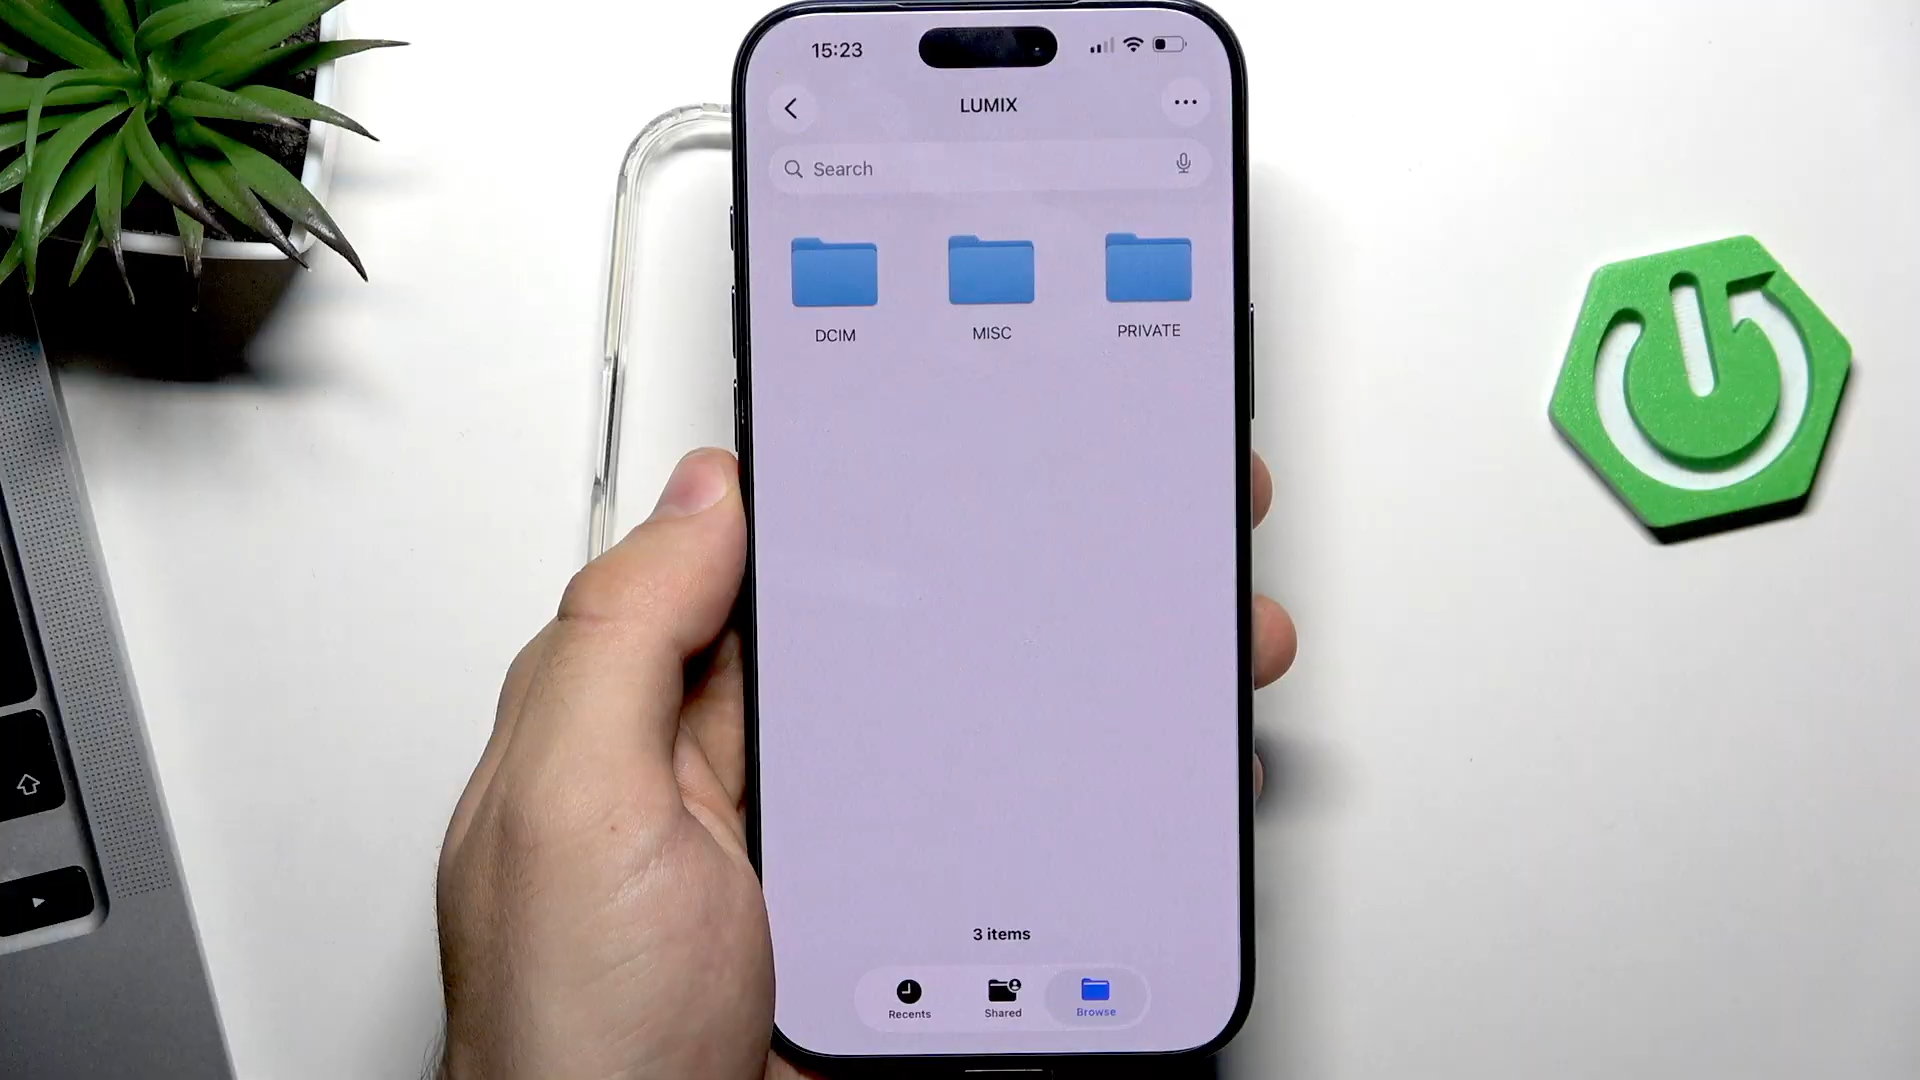 15:23
LUMIX
Search
DCIM
MISC
PRIVATE
3 items
Recents
Shared
Browse